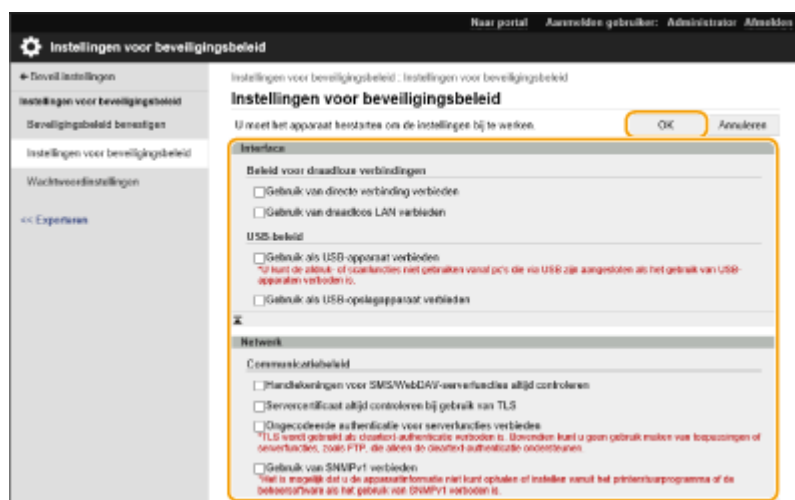 Naar portal Aanmelden gebruiker: Administrator Afmelden
Instellingen voor beveiligingsbeleid
Beveil.instellingen
Instellingen voor beveiligingsbeleid : Instellingen voor beveiligingsbeleid
Instellingen voor beveiligingsbeleid
Instellingen voor beveiligingsbeleid
Beveiligingsbeleid bevestigen
U moet het apparaat herstarten om de instellingen bij te werken.
OK Annuleren
Instellingen voor beveiligingsbeleid
Wachtwoordinstellingen
<< Exporteren
Interface
Beleid voor draadloze verbindingen
Gebruik van directe verbinding verbieden
Gebruik van draadloos LAN verbieden
USB-beleid
Gebruik als USB-apparaat verbieden
*U kunt de afdruk- of scanfuncties niet gebruiken vanaf pc's die via USB zijn aangesloten als het gebruik van USB-
apparaten verboden is.
Gebruik als USB-opslagapparaat verbieden
Netwerk
Communicatiebeleid
Handtekeningen voor SMS/WebDAV-serverfuncties altijd controleren
Servercertificaat altijd controleren bij gebruik van TLS
Ongecodeerde authenticatie voor serverfuncties verbieden
*TLS wordt gebruikt als cleartext-authenticatie verboden is. Bovendien kunt u geen gebruik maken van toepassingen of
serverfuncties, zoals FTP, die alleen de cleartext-authenticatie ondersteunen.
Gebruik van SNMPv1 verbieden
*Het is mogelijk dat u de apparaatinformatie niet kunt ophalen of instellen vanuit het printerstuurprogramma of de
beheersoftware als het gebruik van SNMPv1 verboden is.